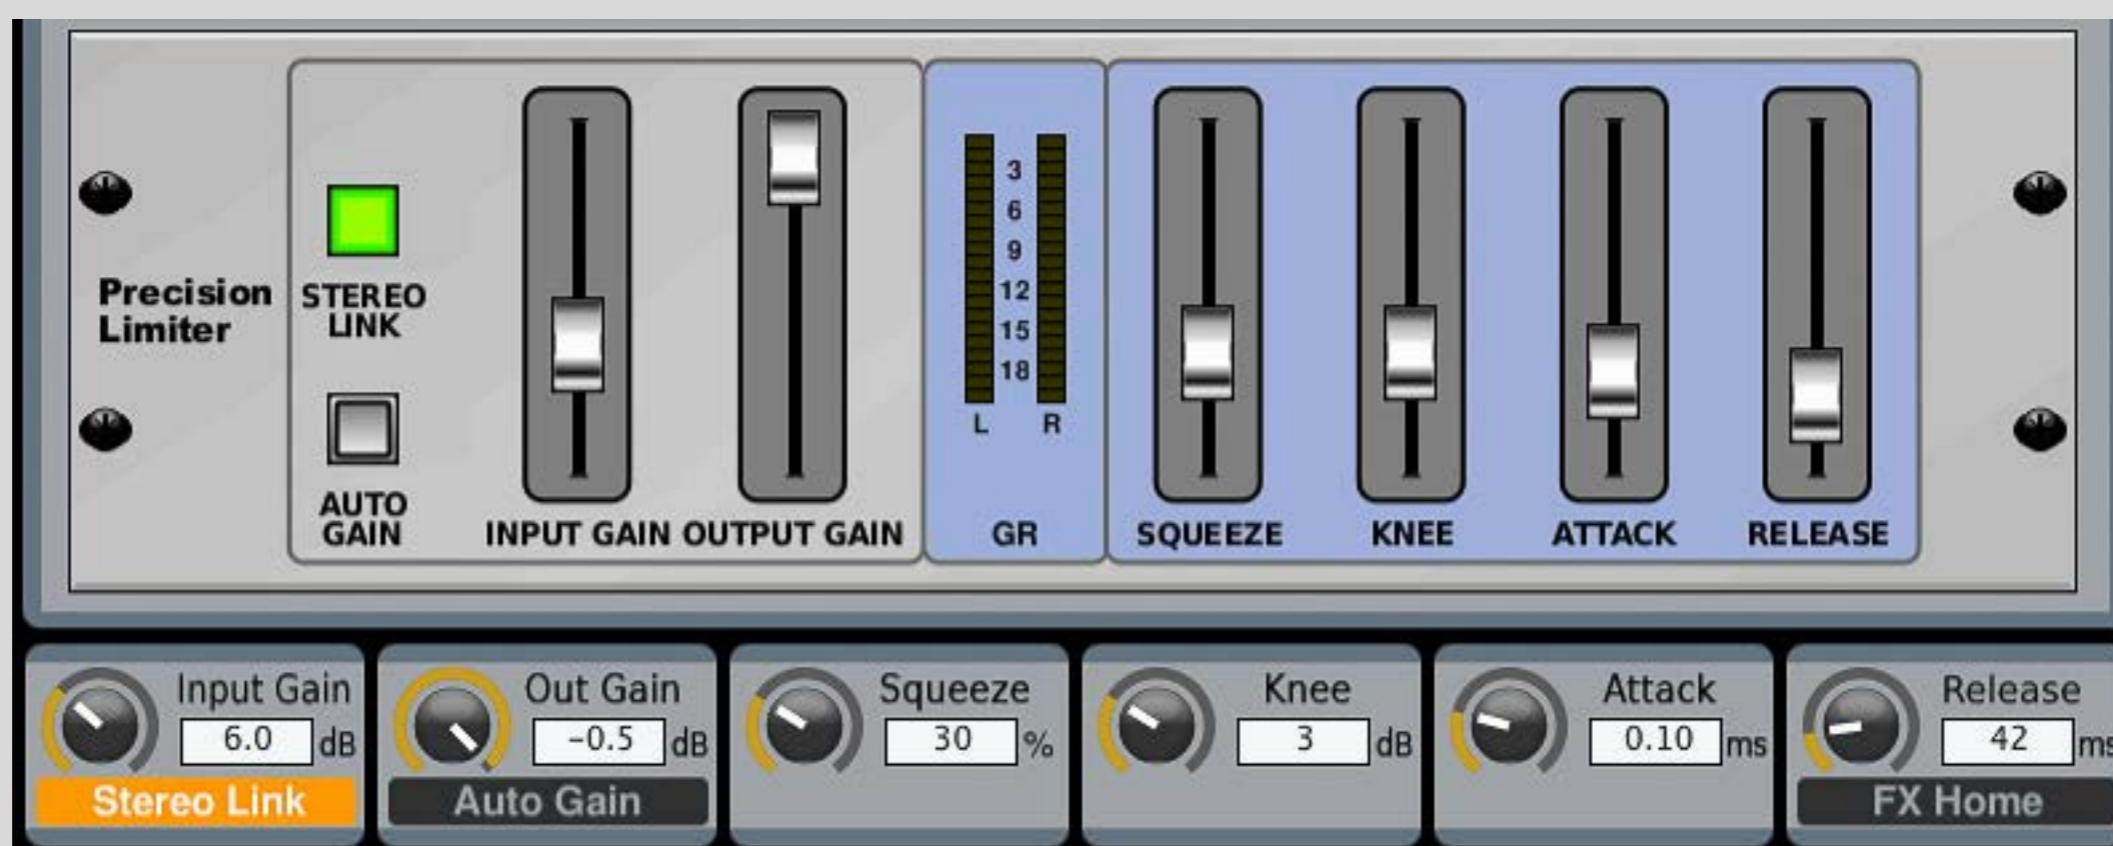 Precision
Limiter
STEREO
LINK
AUTO
GAIN
INPUT GAIN
OUTPUT GAIN
3
6
9
12
15
18
L R
GR
SQUEEZE
KNEE
ATTACK
RELEASE
Input Gain
6.0 dB
Stereo Link
Out Gain
-0.5 dB
Auto Gain
Squeeze
30 %
Knee
3 dB
Attack
0.10 ms
Release
42 ms
FX Home